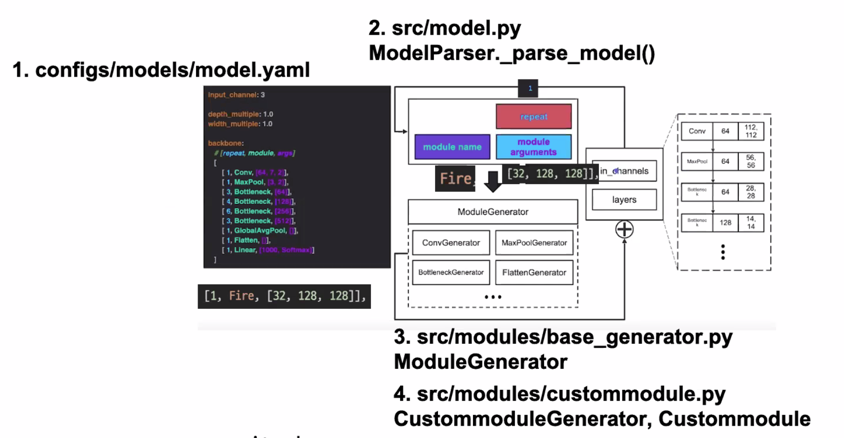 2. src/model.py
ModelParser._parse_model()
1. configs/models/model.yaml
input_channel: 3
depth_multiple: 1.0
width_multiple: 1.0
backbone:
# [repeat, module, args]
[
[ 1, Conv, [64, 7, 2]],
[ 1, MaxPool, [3, 2]],
[ 3, Bottleneck, [64]],
[ 4, Bottleneck, [128]],
[ 6, Bottleneck, [256]],
[ 3, Bottleneck, [512]],
[ 1, GlobalAvgPool, []],
[ 1, Flatten, []],
[ 1, Linear, [1000, Softmax]]
]
[1, Fire, [32, 128, 128]],
1
repeat
module name
module
arguments
Fire,
[32, 128, 128]],
ModuleGenerator
ConvGenerator
MaxPoolGenerator
BottleneckGenerator
FlattenGenerator
in_channels
layers
Conv
64
112,
112
MaxPool
64
56,
56
Bottlenec
k
64
28,
28
Bottlenec
k
128
14,
14
3. src/modules/base_generator.py
ModuleGenerator
4. src/modules/custommodule.py
CustommoduleGenerator, Custommodule